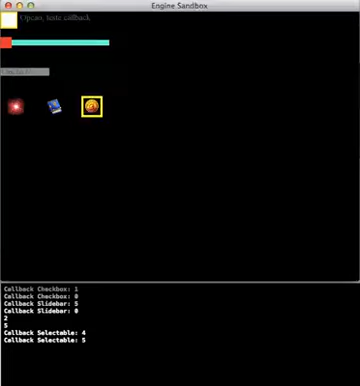 Engine Sandbox
Opcao, teste callback
Callback Checkbox: 1
Callback Checkbox: 0
Callback Slidebar: 5
Callback Slidebar: 0
2
5
Callback Selectable: 4
Callback Selectable: 5